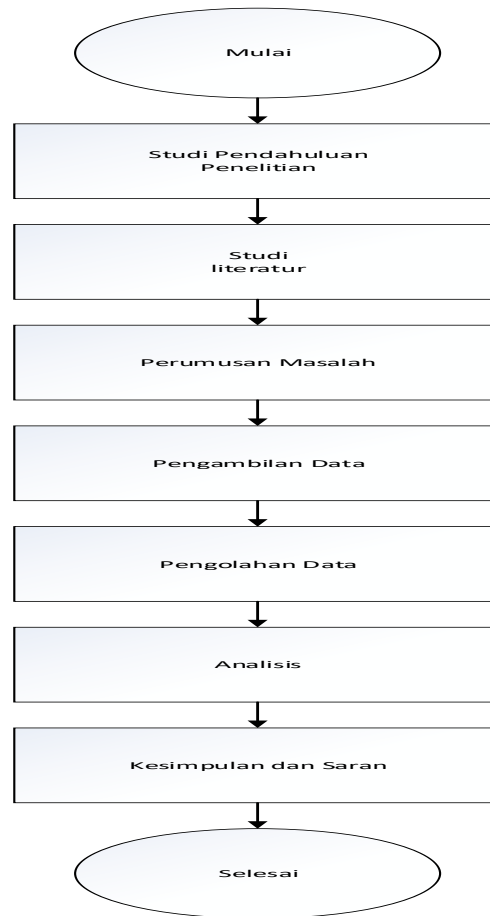 Mulai
Studi Pendahuluan
Penelitian
Studi
literatur
Perumusan Masalah
Pengambilan Data
Pengolahan Data
Analisis
Kesimpulan dan Saran
Selesai